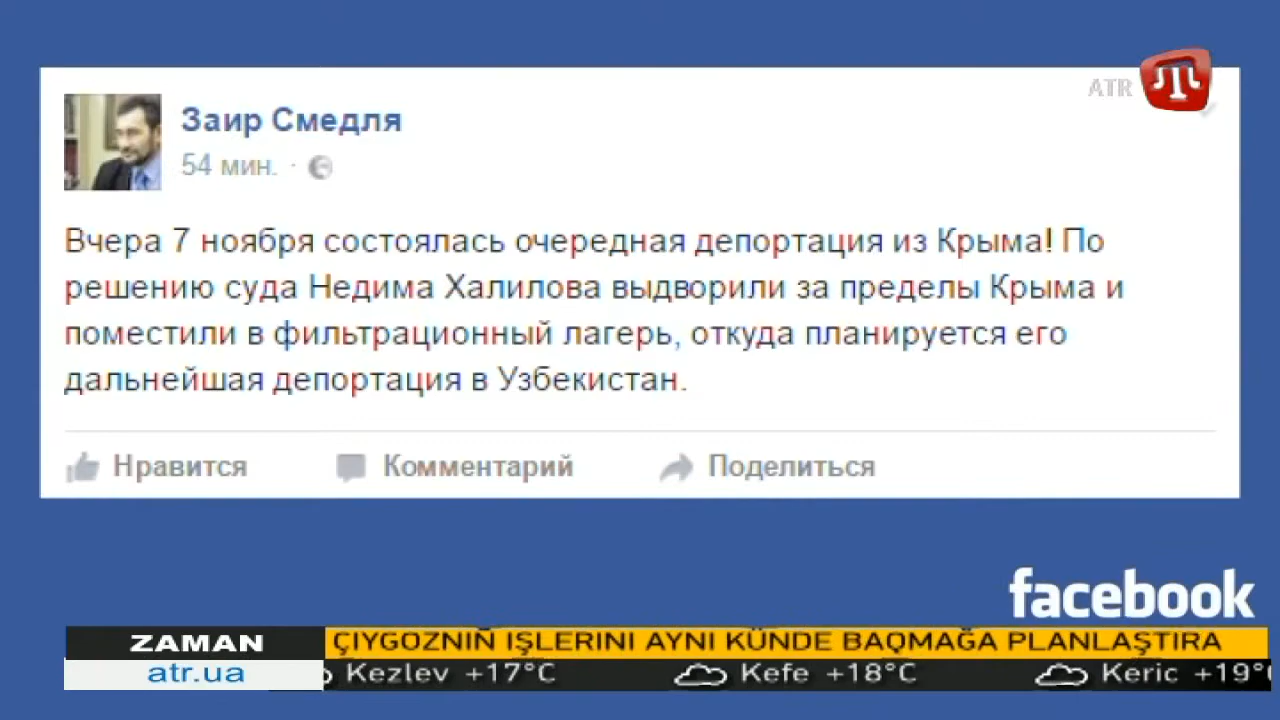 ATR
Заир Смедля
54 мин. ·
Вчера 7 ноября состоялась очередная депортация из Крыма! По
решению суда Недима Халилова выдворили за пределы Крыма и
поместили в фильтрационный лагерь, откуда планируется его
дальнейшая депортация в Узбекистан.
Нравится Комментарий Поделиться
facebook
ZAMAN ÇIYGOZNIÑ IŞLERINI AYNI KÜNDE BAQMAĞA PLANLAŞTIRA
atr.ua Kezlev +17°C Kefe +18°C Keric +19°